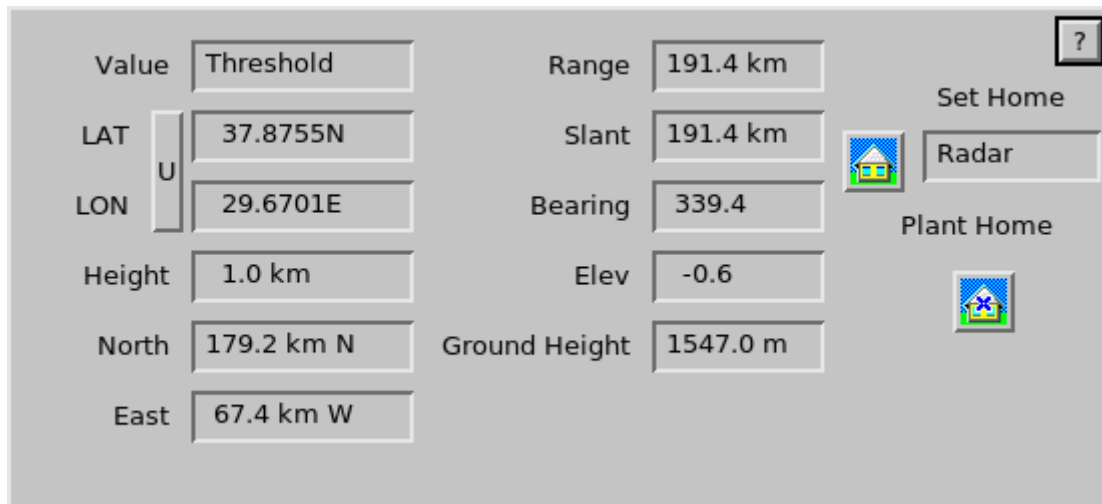 ?
Value Threshold Range 191.4 km
Set Home
LAT 37.8755N Slant 191.4 km Radar
U
LON 29.6701E Bearing 339.4
Plant Home
Height 1.0 km Elev -0.6
North 179.2 km N Ground Height 1547.0 m
East 67.4 km W